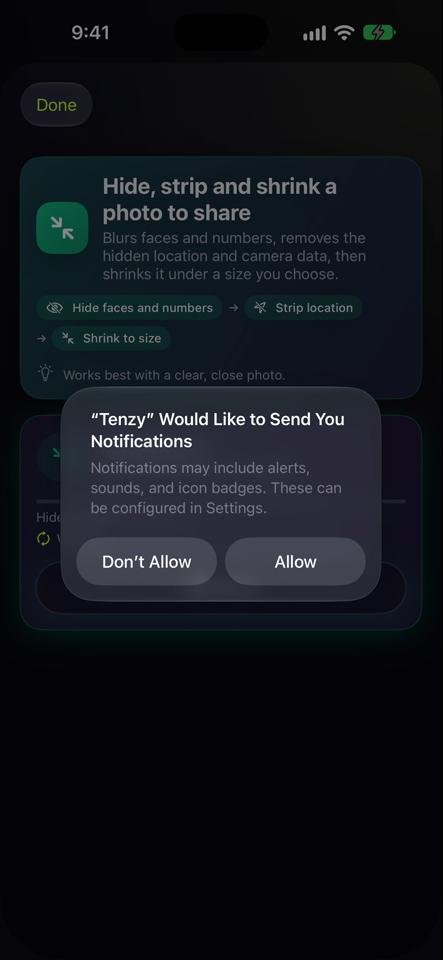 9:41
Done
Hide, strip and shrink a
photo to share
Blurs faces and numbers, removes the
hidden location and camera data, then
shrinks it under a size you choose.
Hide faces and numbers → Strip location
→ Shrink to size
Works best with a clear, close photo.
“Tenzy” Would Like to Send You
Notifications
Notifications may include alerts,
sounds, and icon badges. These can
be configured in Settings.
Hide
Don’t Allow
Allow